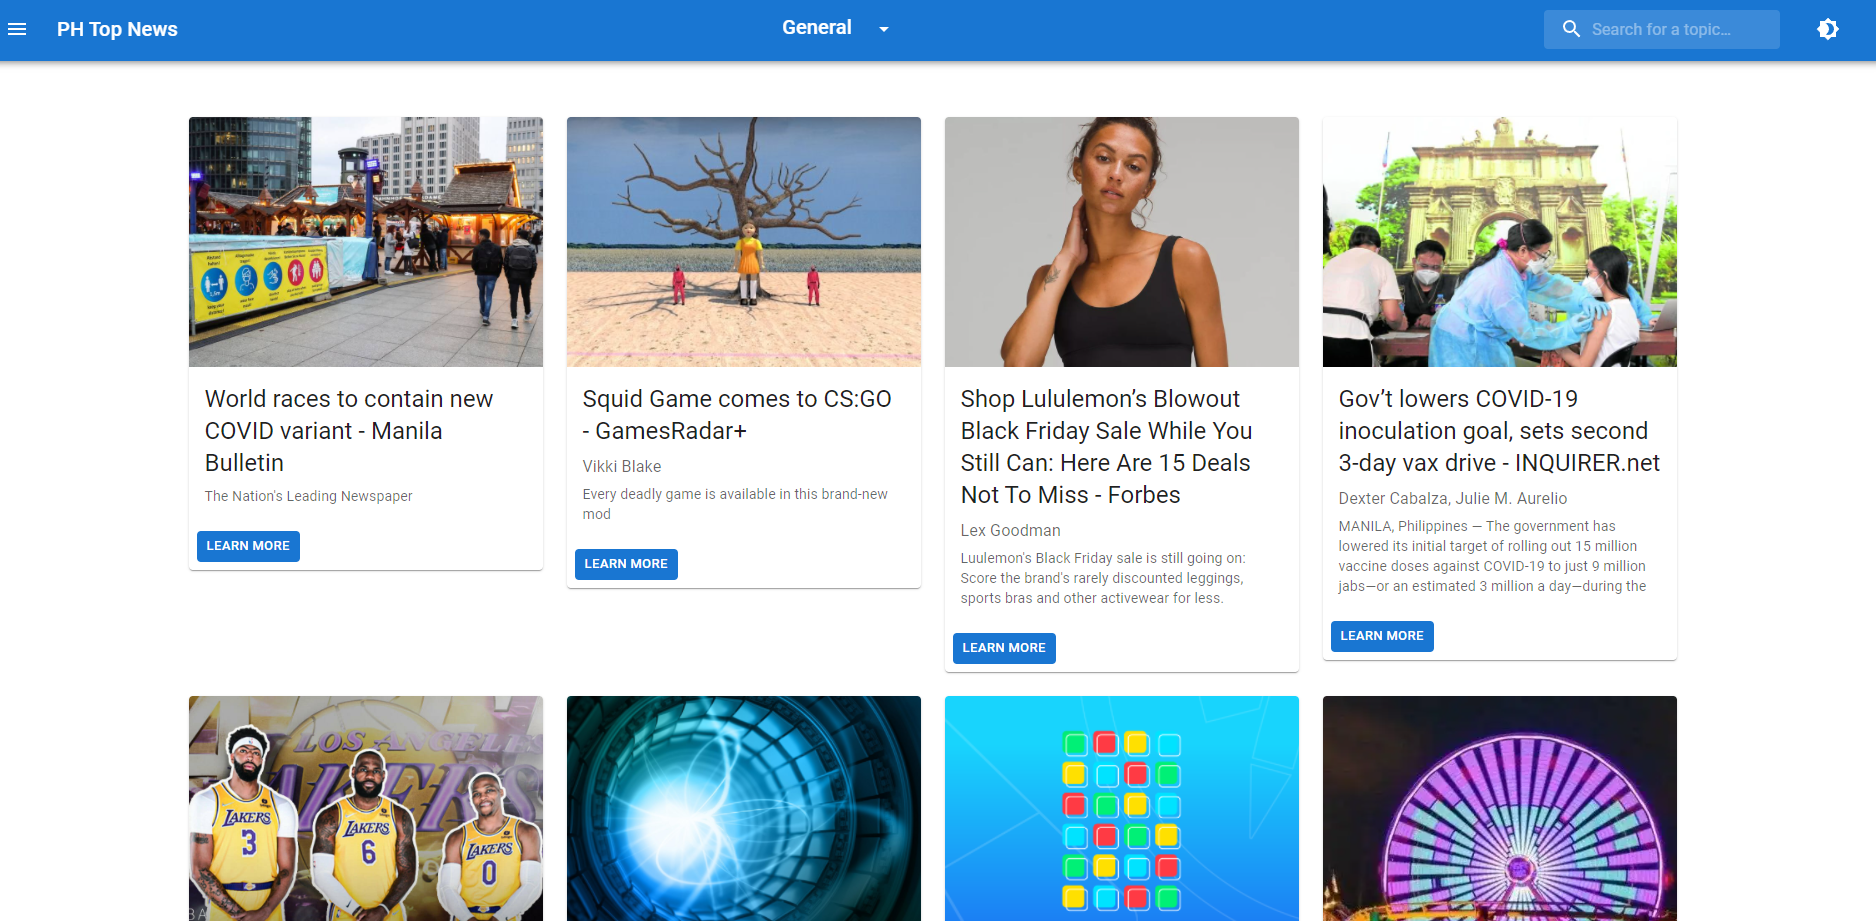 PH Top News
General
Search for a topic...
World races to contain new
COVID variant - Manila
Bulletin
The Nation's Leading Newspaper
LEARN MORE
Squid Game comes to CS:GO
- GamesRadar+
Vikki Blake
Every deadly game is available in this brand-new
mod
LEARN MORE
Shop Lululemon’s Blowout
Black Friday Sale While You
Still Can: Here Are 15 Deals
Not To Miss - Forbes
Lex Goodman
Luulemon's Black Friday sale is still going on:
Score the brand's rarely discounted leggings,
sports bras and other activewear for less.
LEARN MORE
Gov’t lowers COVID-19
inoculation goal, sets second
3-day vax drive - INQUIRER.net
Dexter Cabalza, Julie M. Aurelio
MANILA, Philippines — The government has
lowered its initial target of rolling out 15 million
vaccine doses against COVID-19 to just 9 million
jabs—or an estimated 3 million a day—during the
LEARN MORE
LOS ANGELES
LAKERS
LAKERS
3
LAKERS
6
LAKERS
0